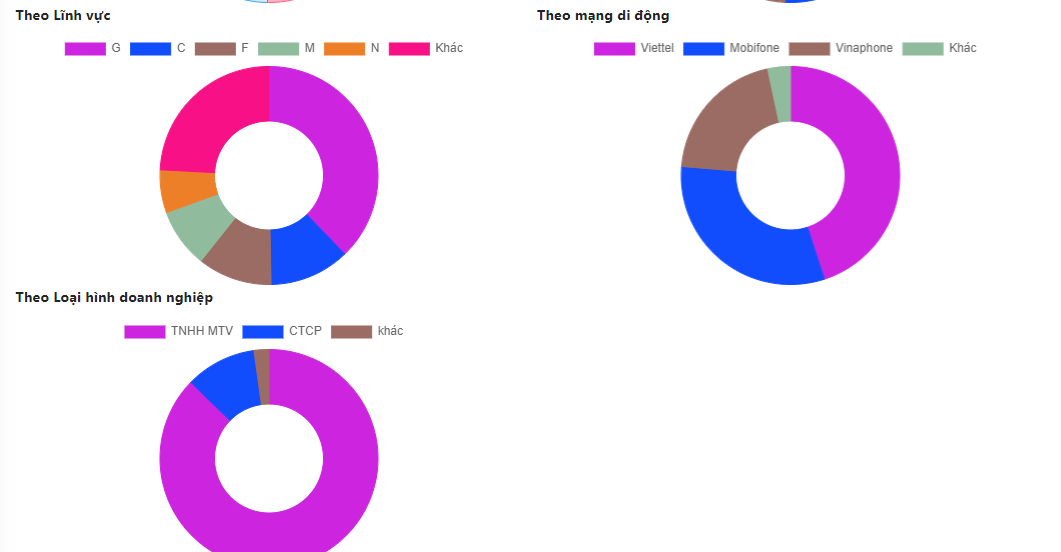 Theo Lĩnh vực
G C F M N Khác
Theo mạng di động
Viettel Mobifone Vinaphone Khác
Theo Loại hình doanh nghiệp
TNHH MTV CTCP khác